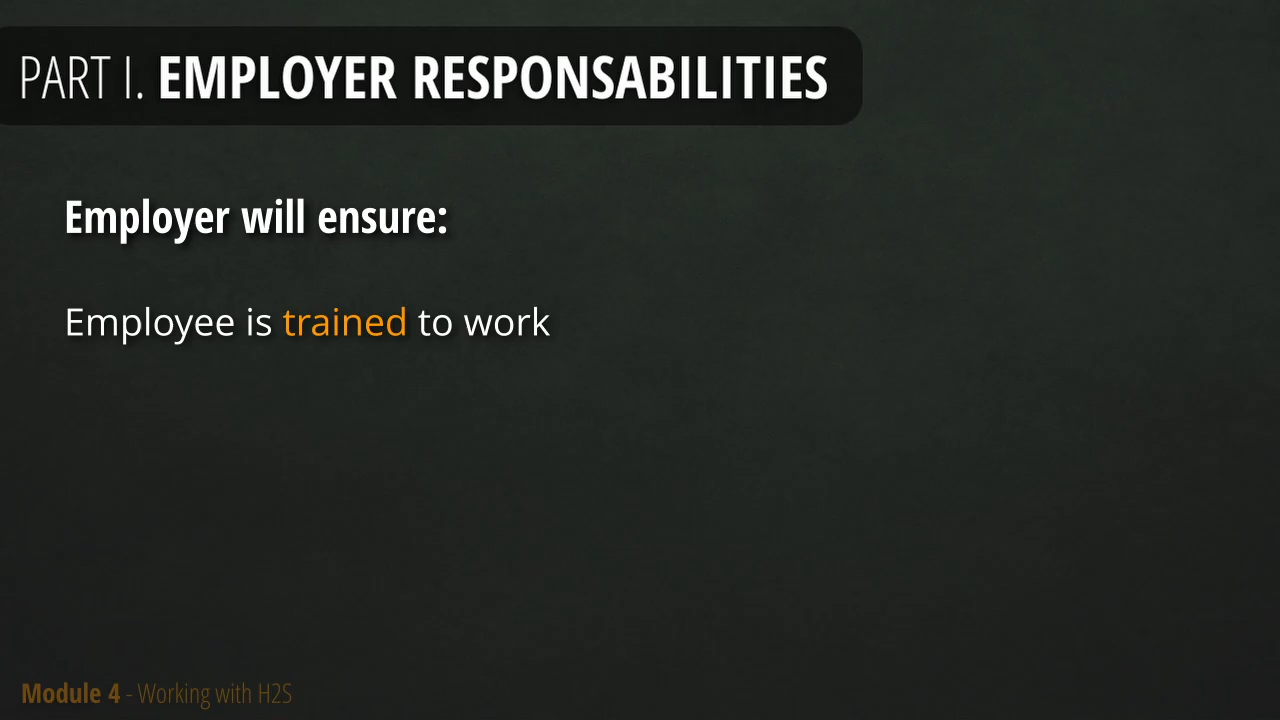 PART I. EMPLOYER RESPONSABILITIES
Employer will ensure:
Employee is trained to work
Module 4 - Working with H2S